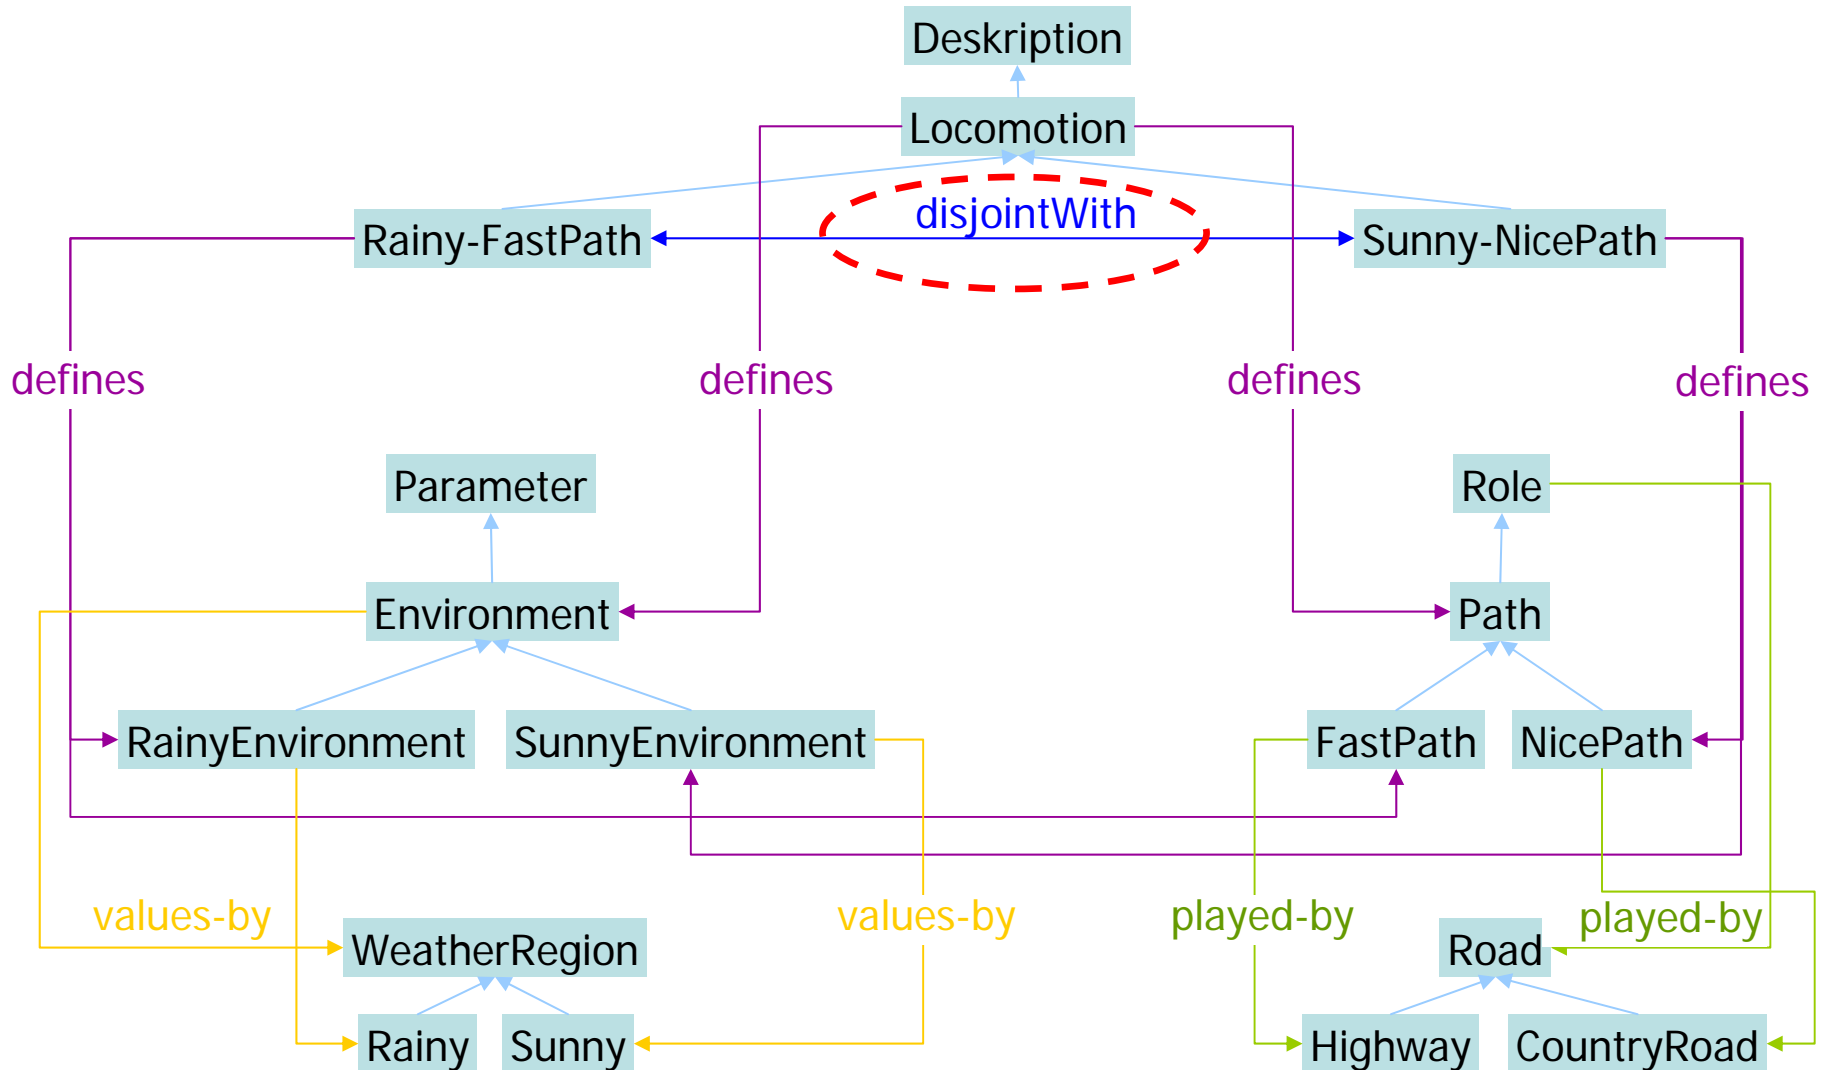 Deskription
Locomotion
disjointWith
Rainy-FastPath
Sunny-NicePath
defines
defines
defines
defines
Parameter
Role
Environment
Path
RainyEnvironment
SunnyEnvironment
FastPath
NicePath
values-by
values-by
played-by
played-by
WeatherRegion
Road
Rainy
Sunny
Highway
CountryRoad